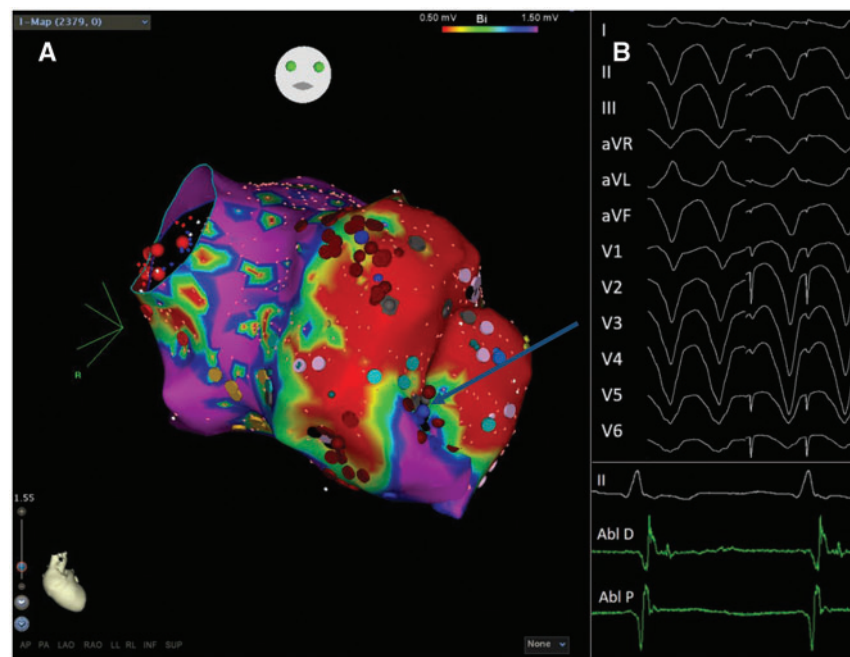 1-Map (2379, 0)
0.50 mV Bi 1.50 mV
A
R
1.55
AP PA LAO RAO LL RL INF SUP
None
B
I
II
III
aVR
aVL
aVF
V1
V2
V3
V4
V5
V6
II
Abl D
Abl P